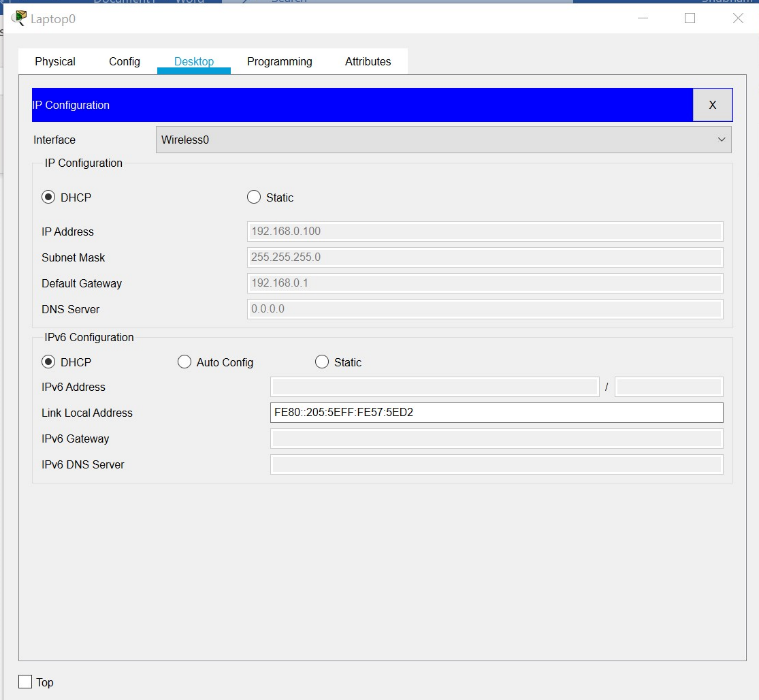 Laptop0
Physical Config Desktop Programming Attributes
IP Configuration X
Interface Wireless0
IP Configuration
DHCP Static
IP Address 192.168.0.100
Subnet Mask 255.255.255.0
Default Gateway 192.168.0.1
DNS Server 0.0.0.0
IPv6 Configuration
DHCP Auto Config Static
IPv6 Address /
Link Local Address FE80::205:5EFF:FE57:5ED2
IPv6 Gateway
IPv6 DNS Server
Top